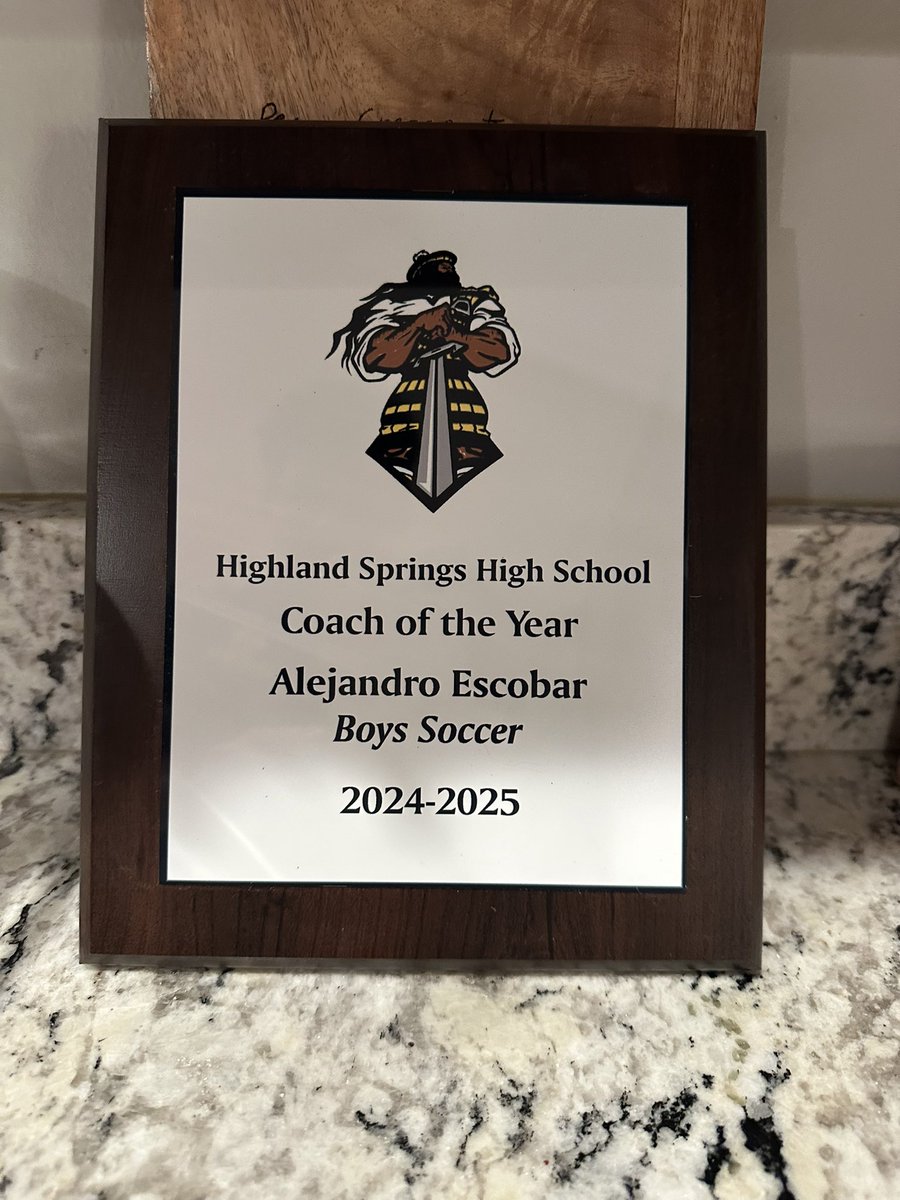 Highland Springs High School
Coach of the Year
Alejandro Escobar
Boys Soccer
2024-2025